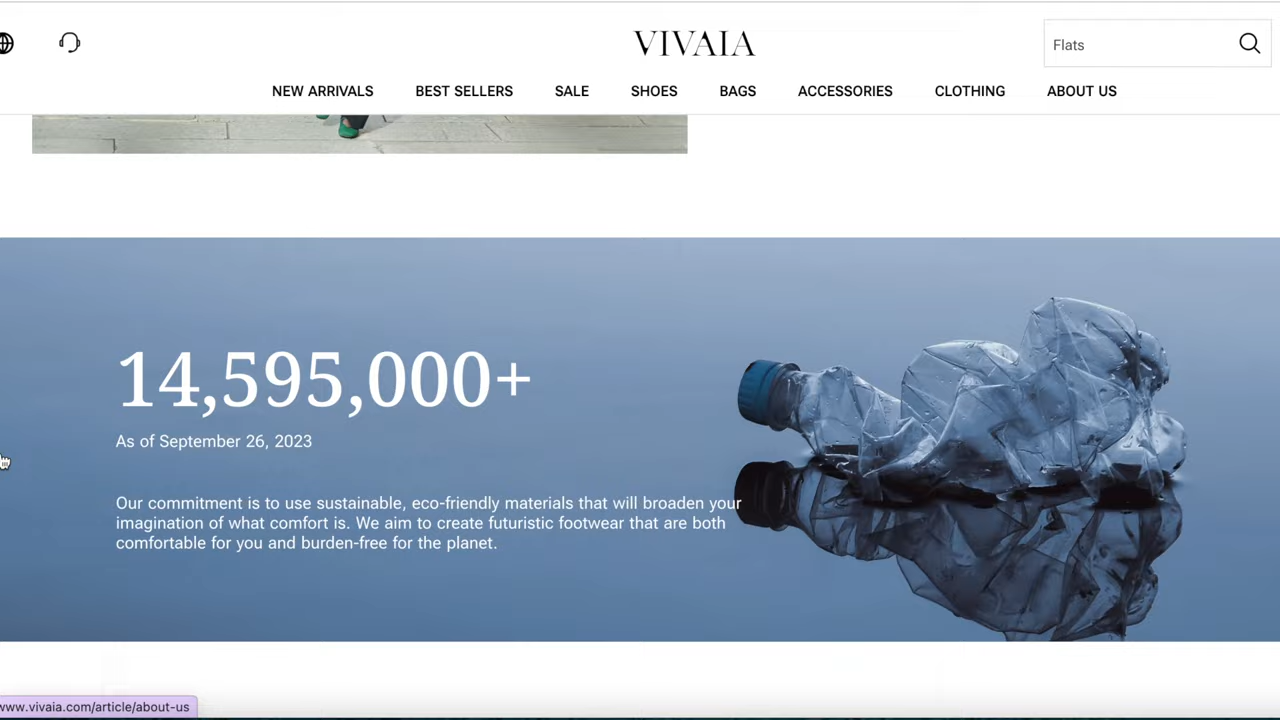 VIVAIA
Flats
NEW ARRIVALS BEST SELLERS SALE SHOES BAGS ACCESSORIES CLOTHING ABOUT US
14,595,000+
As of September 26, 2023
Our commitment is to use sustainable, eco-friendly materials that will broaden your
imagination of what comfort is. We aim to create futuristic footwear that are both
comfortable for you and burden-free for the planet.
www.vivaia.com/article/about-us